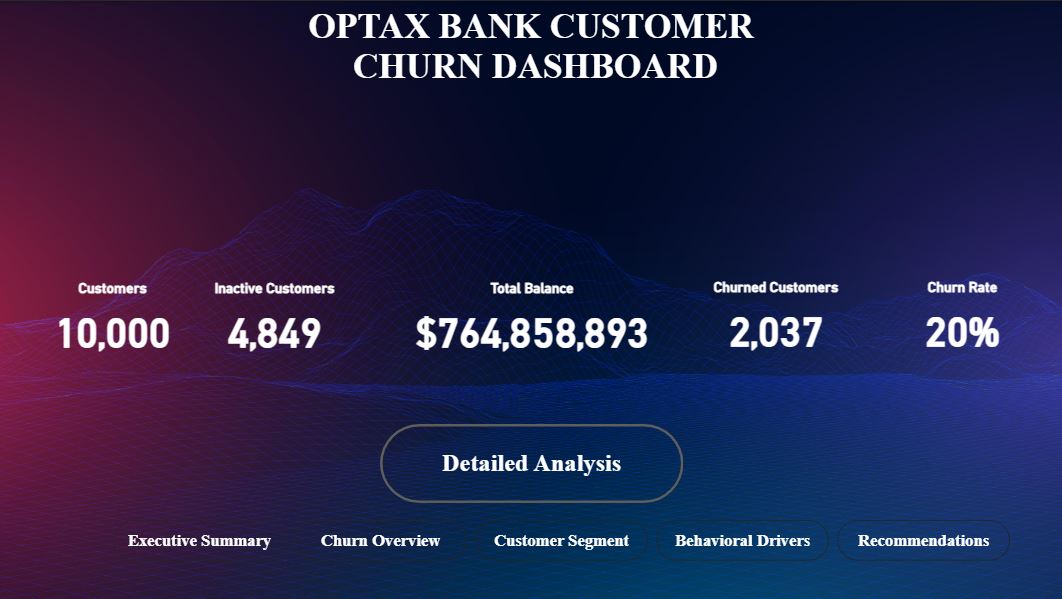 OPTAX BANK CUSTOMER
CHURN DASHBOARD
Customers
10,000
Inactive Customers
4,849
Total Balance
$764,858,893
Churned Customers
2,037
Churn Rate
20%
Detailed Analysis
Executive Summary
Churn Overview
Customer Segment
Behavioral Drivers
Recommendations